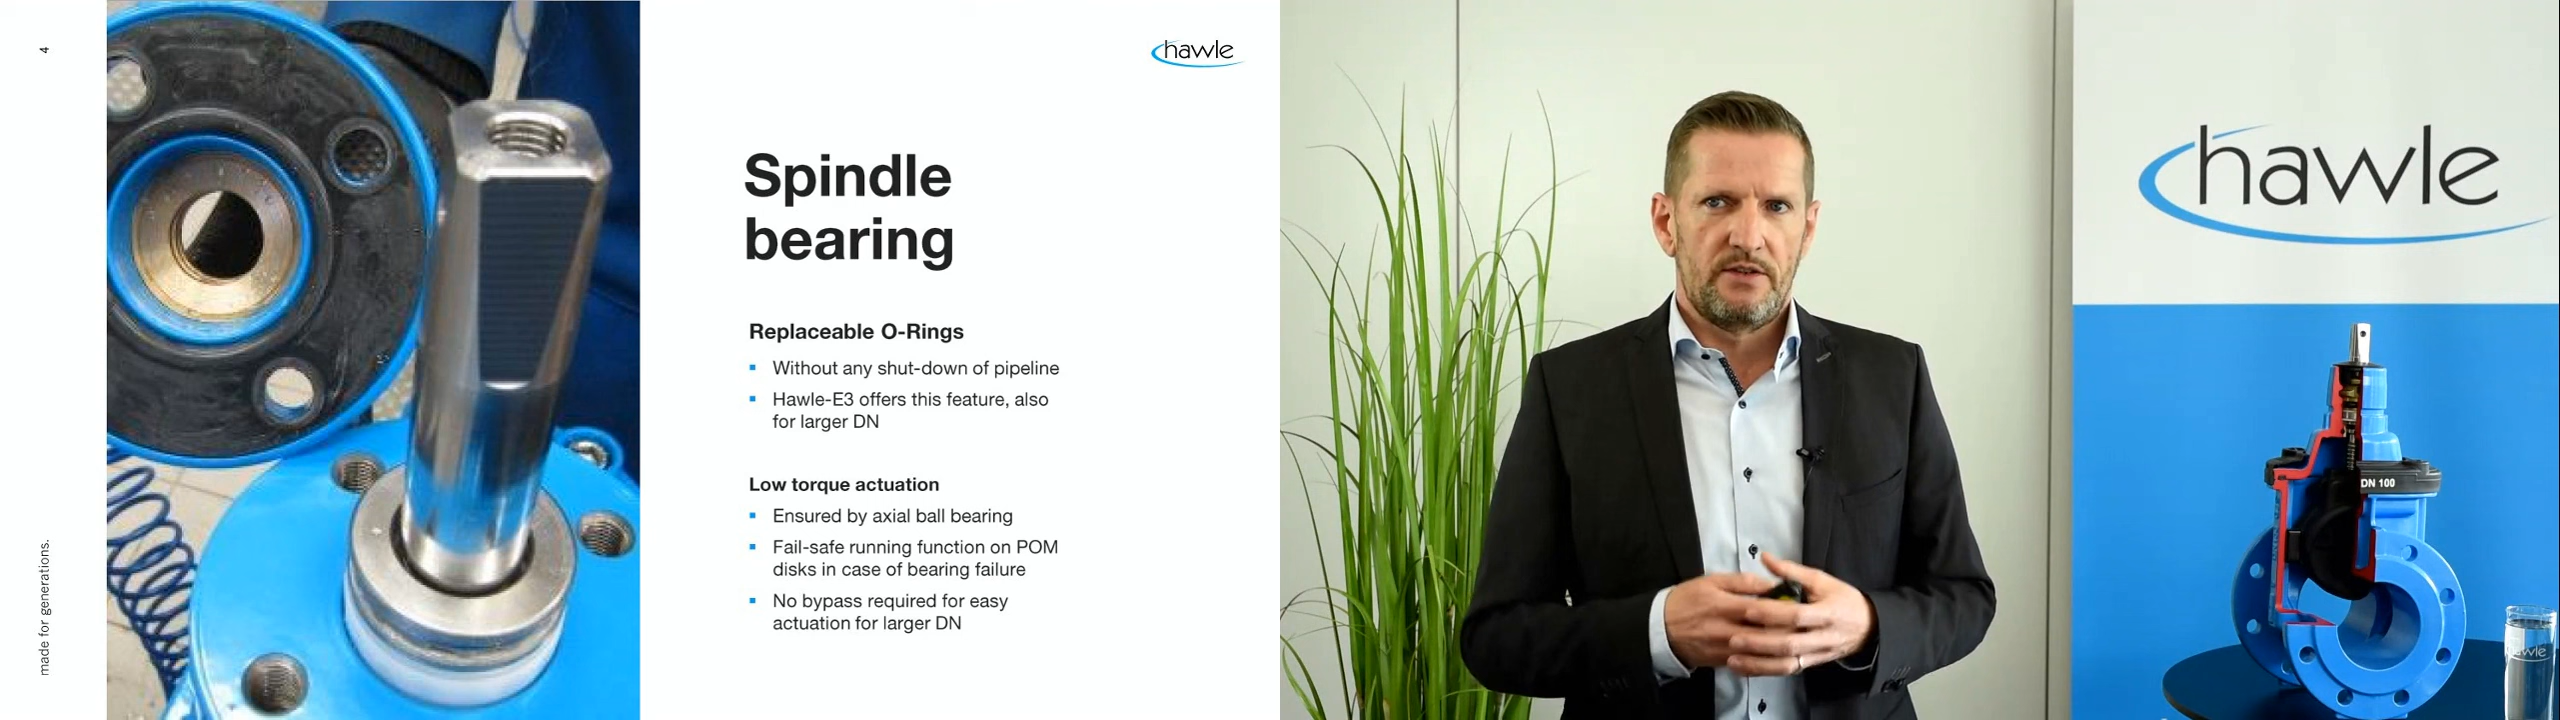 4
made for generations.
hawle
Spindle
bearing
Replaceable O-Rings
▪ Without any shut-down of pipeline
▪ Hawle-E3 offers this feature, also
for larger DN
Low torque actuation
▪ Ensured by axial ball bearing
▪ Fail-safe running function on POM
disks in case of bearing failure
▪ No bypass required for easy
actuation for larger DN
hawle
DN 100
hawle